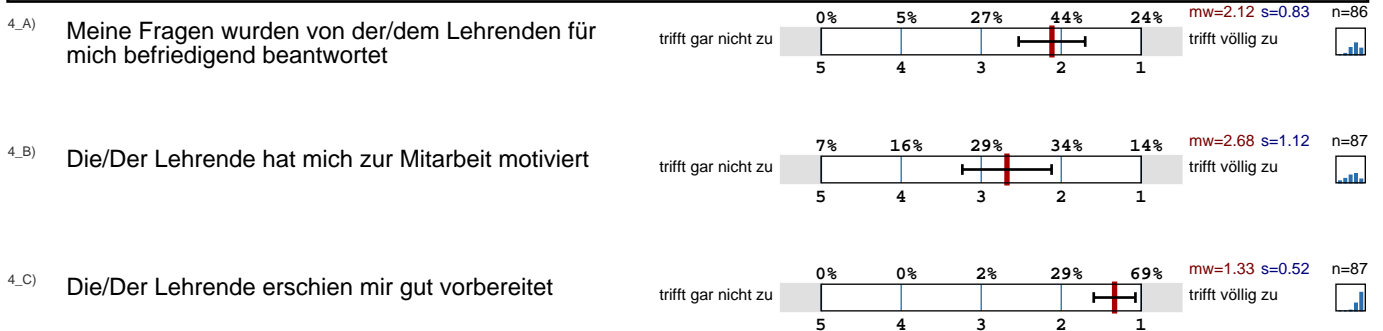 4_A) Meine Fragen wurden von der/dem Lehrenden für
mich befriedigend beantwortet
0% 5% 27% 44% 24%
trifft gar nicht zu
5 4 3 2 1
trifft völlig zu
mw=2.12 s=0.83 n=86
4_B) Die/Der Lehrende hat mich zur Mitarbeit motiviert
7% 16% 29% 34% 14%
trifft gar nicht zu
5 4 3 2 1
trifft völlig zu
mw=2.68 s=1.12 n=87
4_C) Die/Der Lehrende erschien mir gut vorbereitet
0% 0% 2% 29% 69%
trifft gar nicht zu
5 4 3 2 1
trifft völlig zu
mw=1.33 s=0.52 n=87